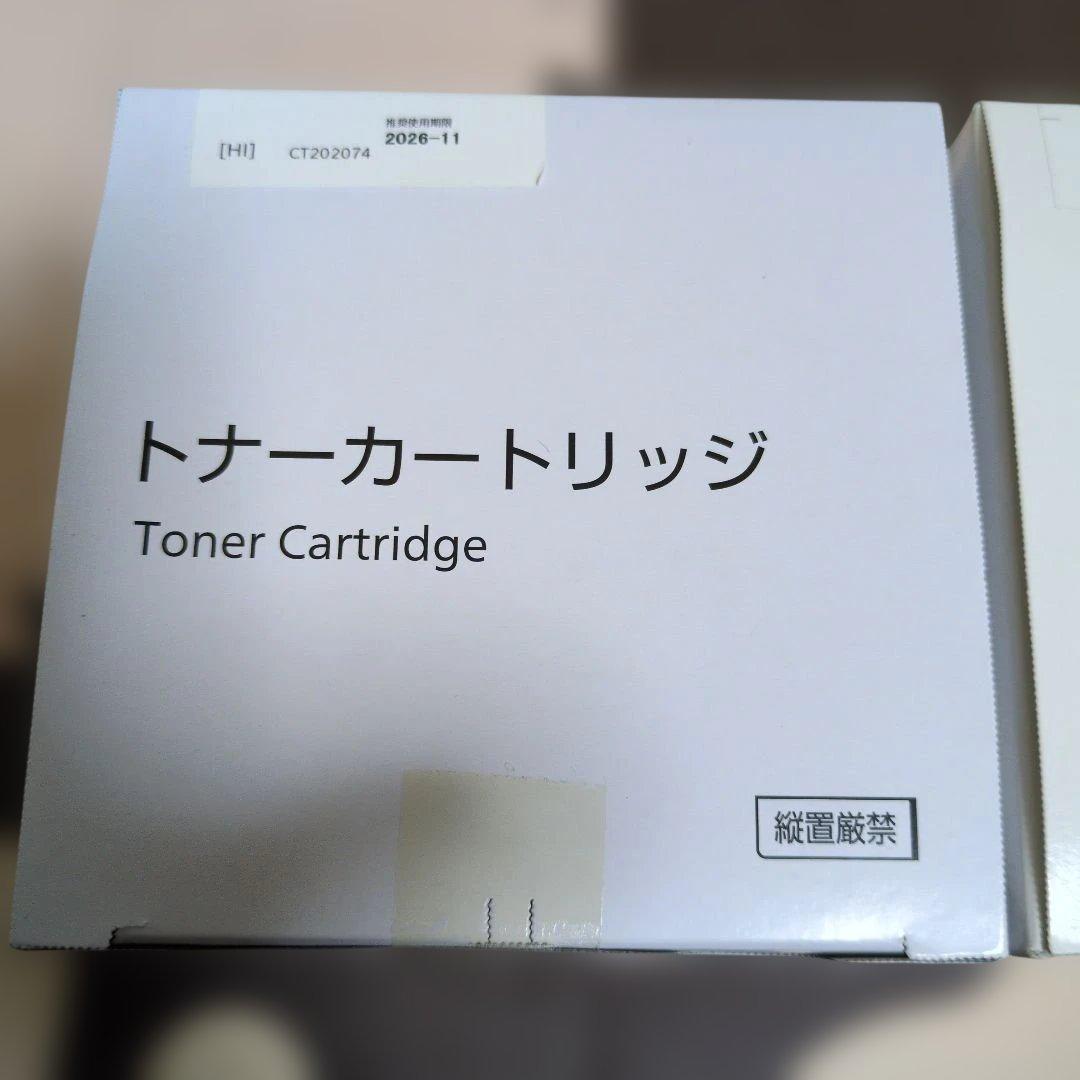 推奨使用期限
2026-11
[HI] CT202074
トナーカートリッジ
Toner Cartridge
縦置厳禁